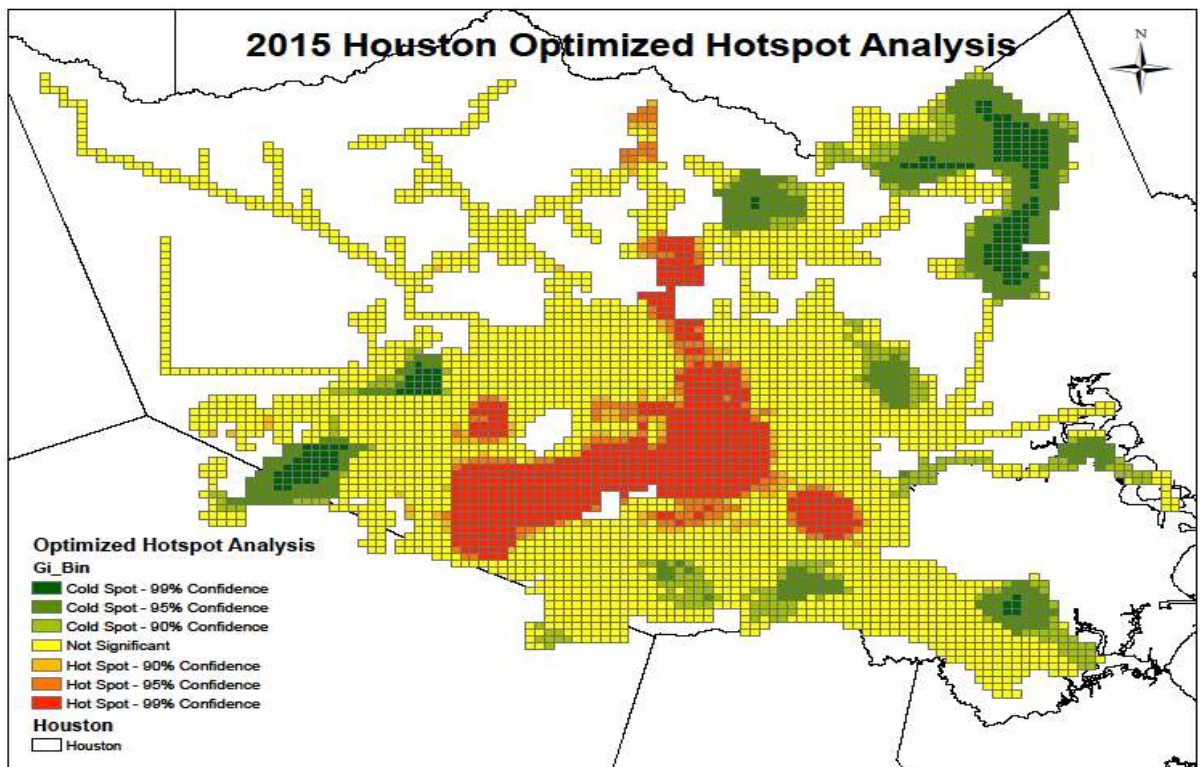 2015 Houston Optimized Hotspot Analysis
N
Optimized Hotspot Analysis
Gi_Bin
Cold Spot - 99% Confidence
Cold Spot - 95% Confidence
Cold Spot - 90% Confidence
Not Significant
Hot Spot - 90% Confidence
Hot Spot - 95% Confidence
Hot Spot - 99% Confidence
Houston
Houston